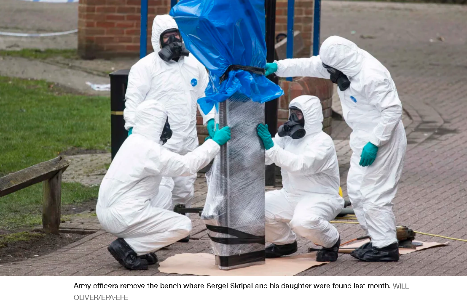 Army officers remove the bench where Sergei Skripal and his daughter were found last month. WILL
OLIVER/EPA-EFE